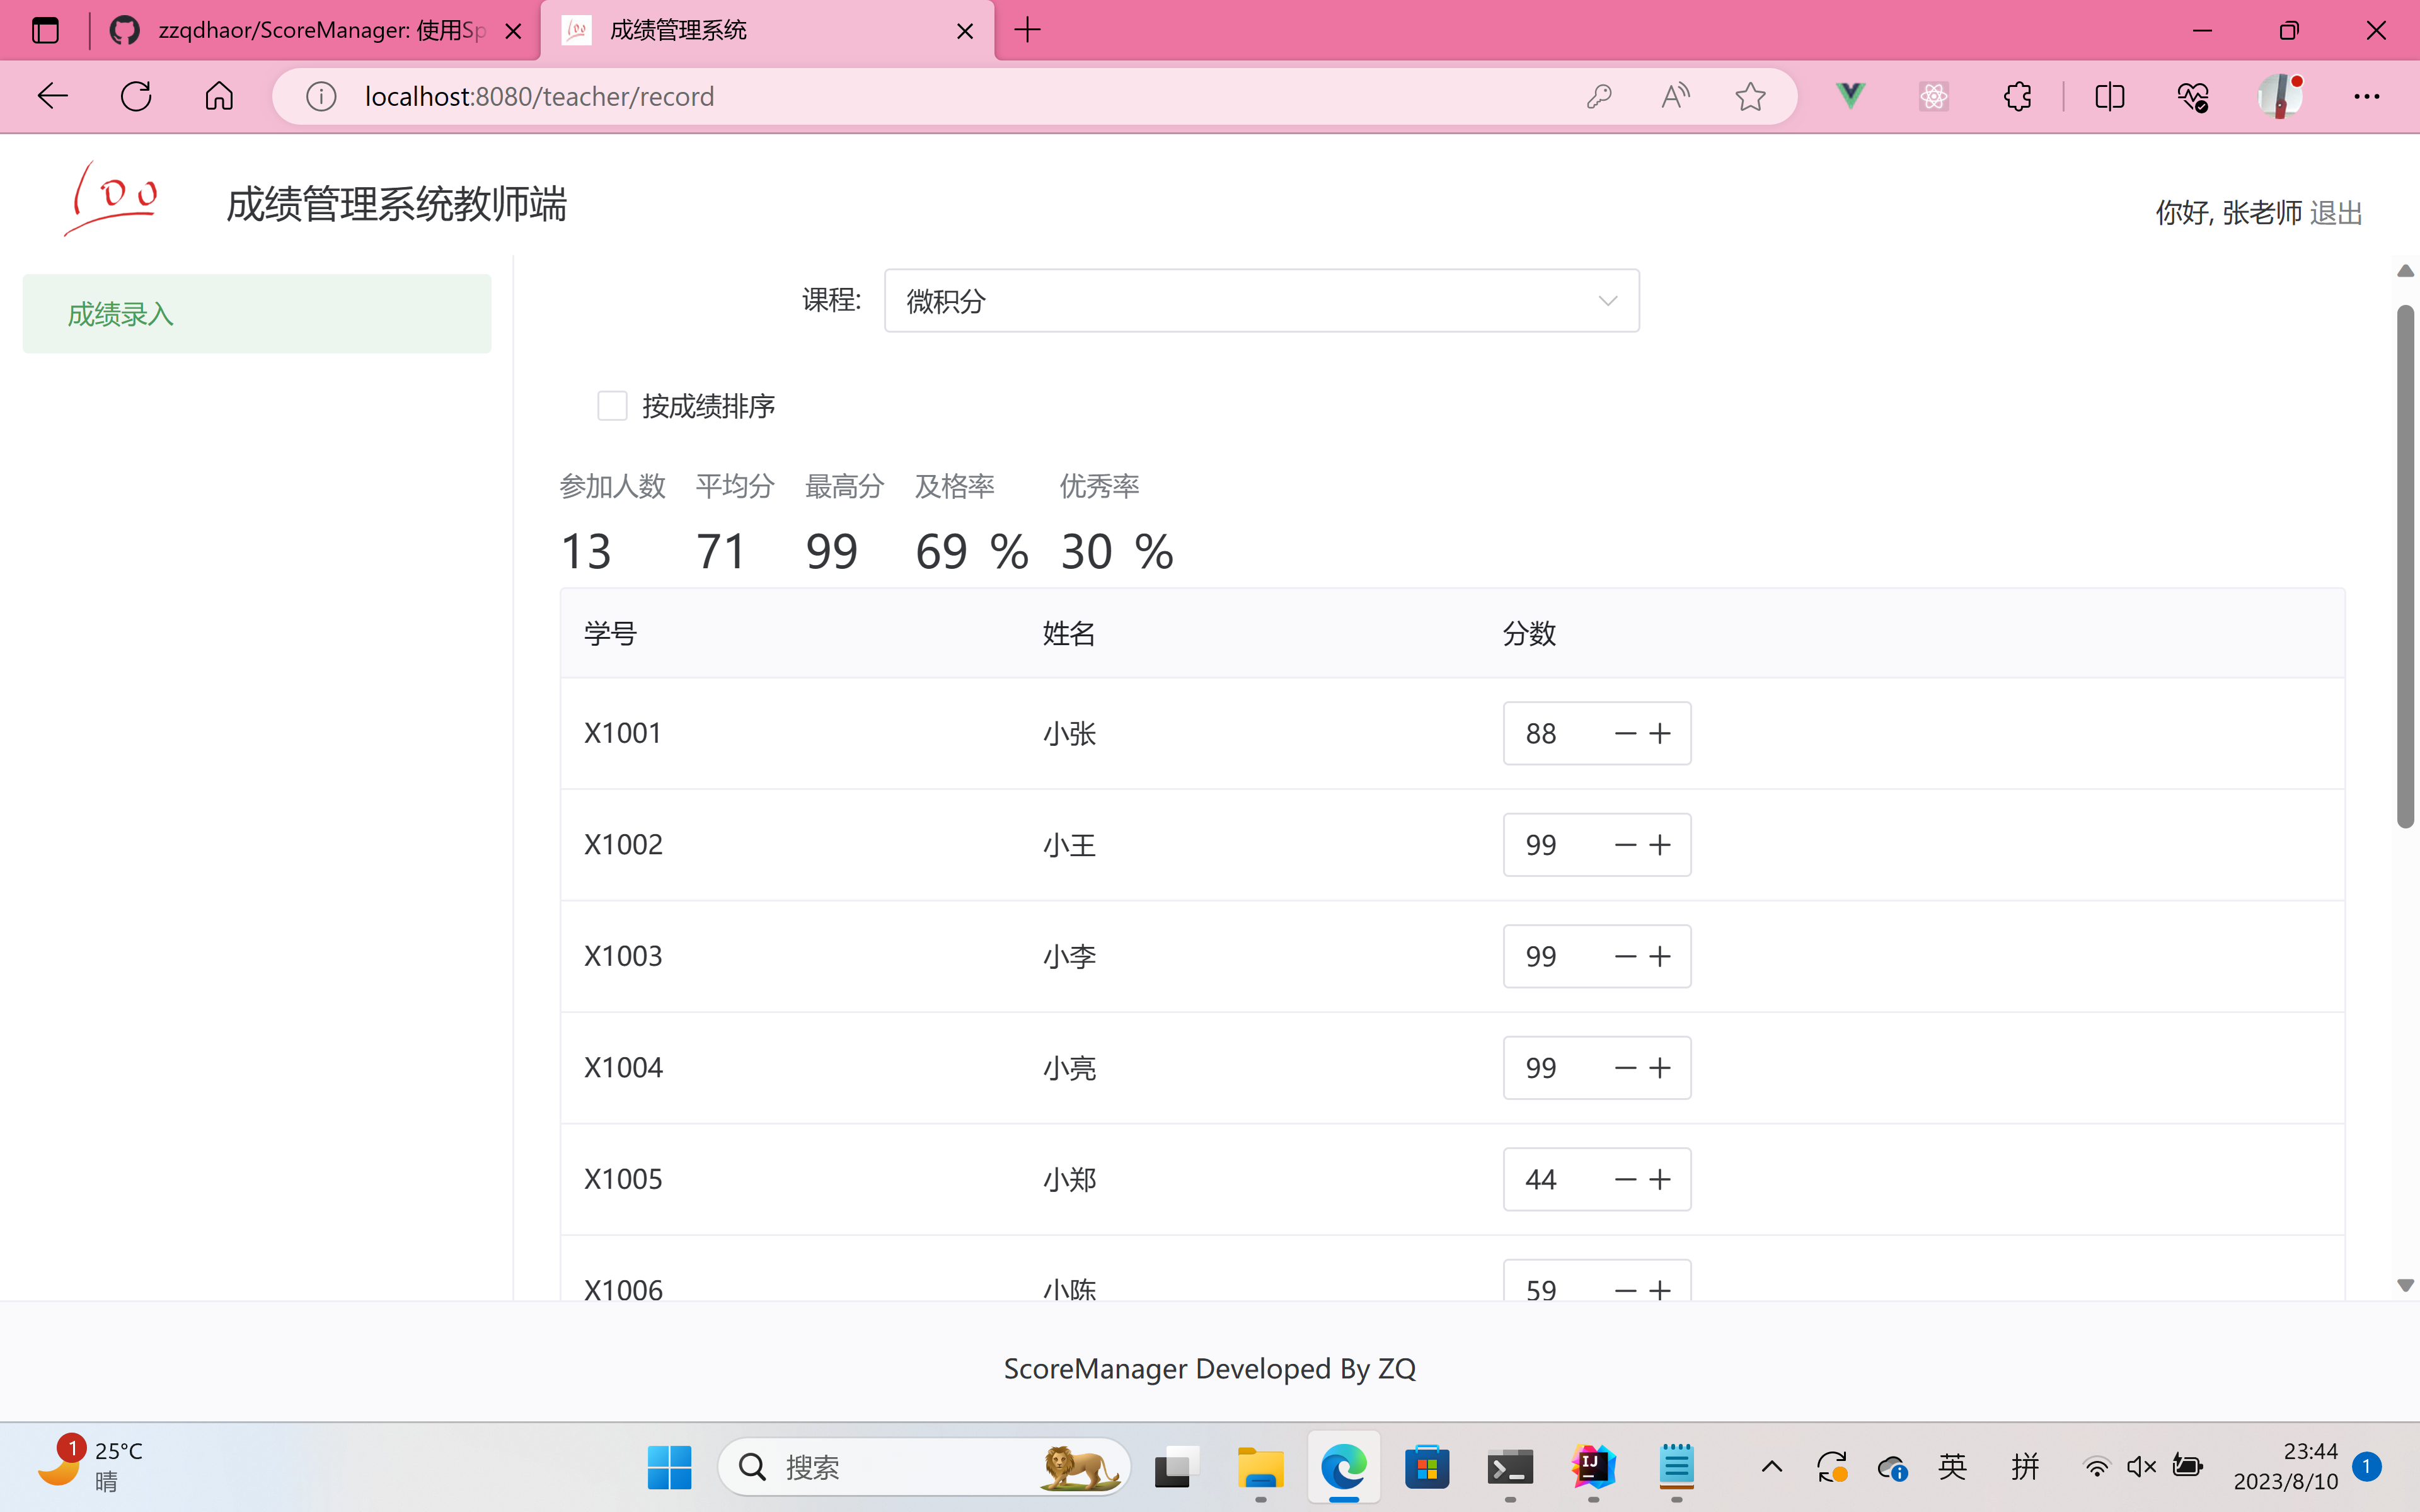 zzqdhaor/ScoreManager: 使用Sp
成绩管理系统
localhost:8080/teacher/record
100
成绩管理系统教师端
你好, 张老师 退出
成绩录入
课程: 微积分
按成绩排序
参加人数 平均分 最高分 及格率 优秀率
13 71 99 69 % 30 %
学号 姓名 分数
X1001 小张 88
X1002 小王 99
X1003 小李 99
X1004 小亮 99
X1005 小郑 44
X1006 小陈 59
ScoreManager Developed By ZQ
1 25°C
晴
搜索
英 拼
23:44
2023/8/10
1